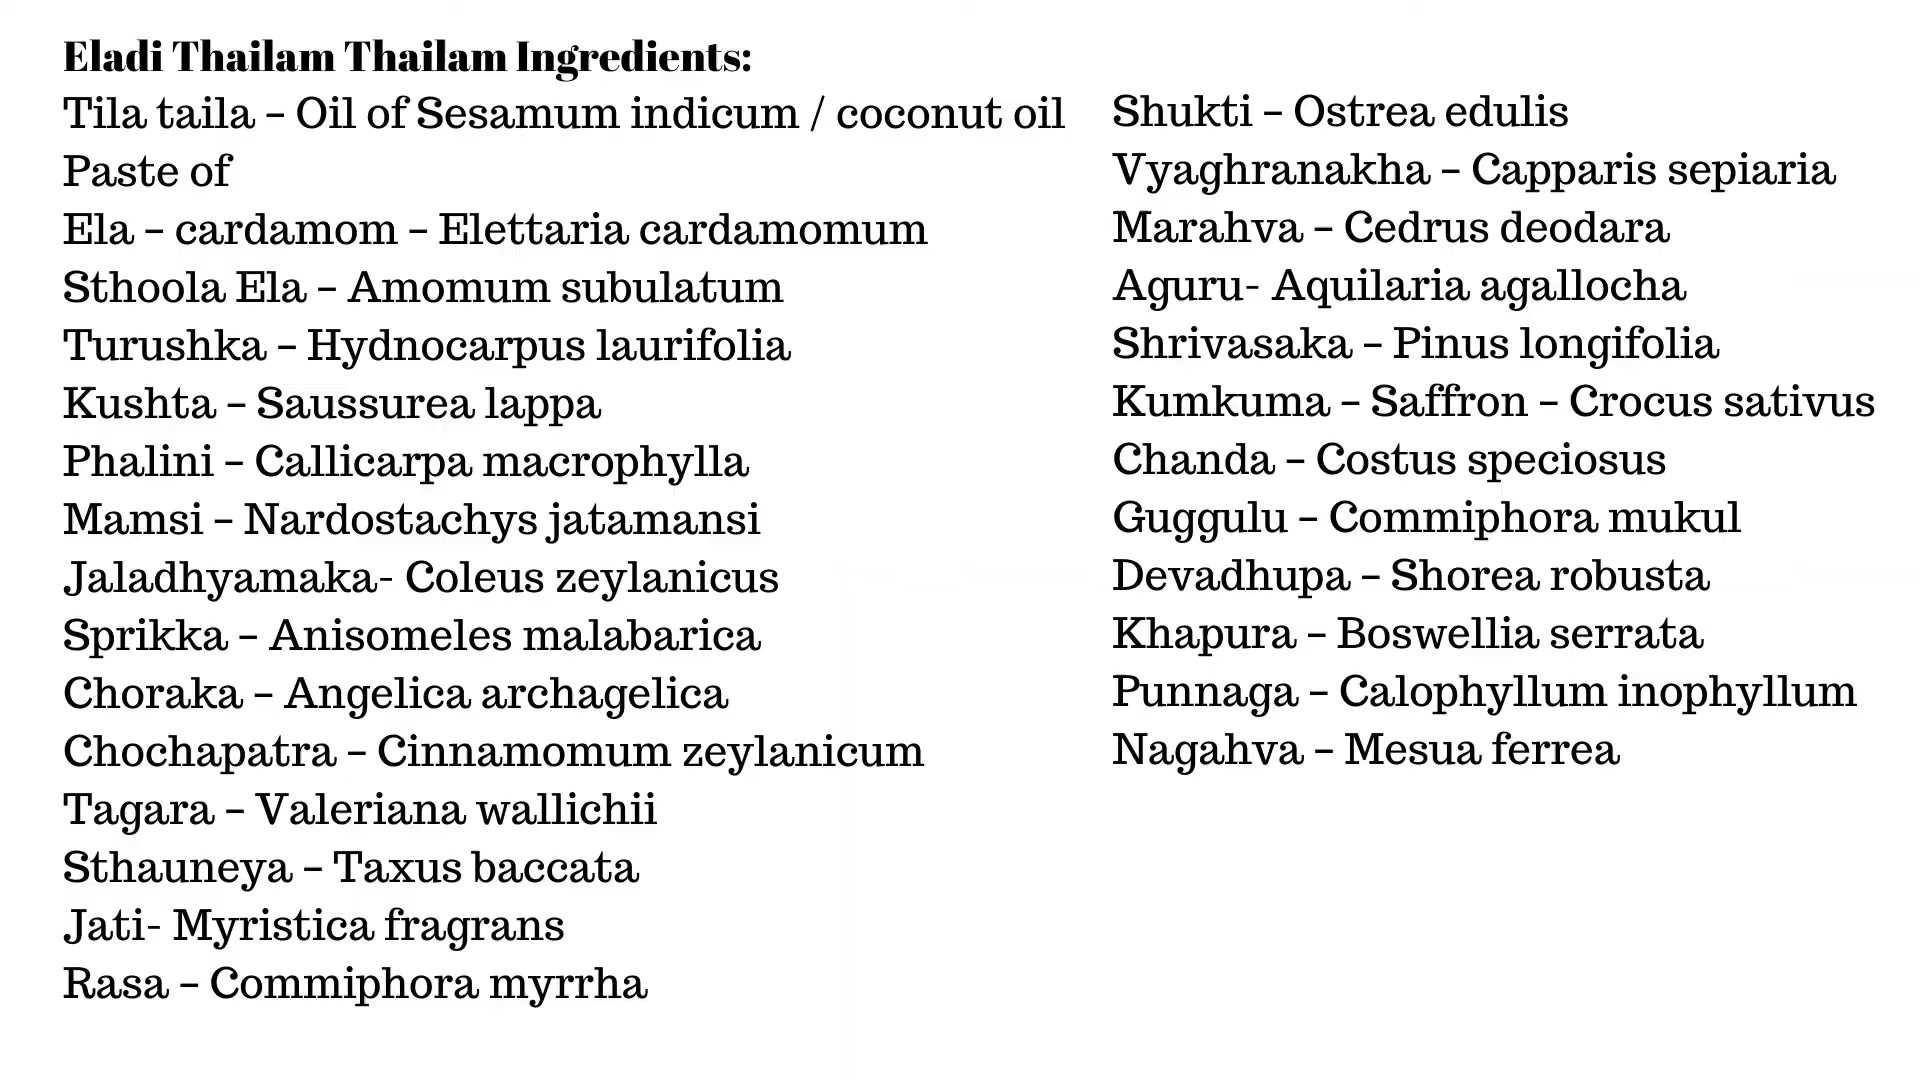 Eladi Thailam Thailam Ingredients:
Tila taila – Oil of Sesamum indicum / coconut oil
Paste of
Ela – cardamom – Elettaria cardamomum
Sthoola Ela – Amomum subulatum
Turushka – Hydnocarpus laurifolia
Kushta – Saussurea lappa
Phalini – Callicarpa macrophylla
Mamsi – Nardostachys jatamansi
Jaladhyamaka- Coleus zeylanicus
Sprikka – Anisomeles malabarica
Choraka – Angelica archagelica
Chochapatra – Cinnamomum zeylanicum
Tagara – Valeriana wallichii
Sthauneya – Taxus baccata
Jati- Myristica fragrans
Rasa – Commiphora myrrha
Shukti – Ostrea edulis
Vyaghranakha – Capparis sepiaria
Marahva – Cedrus deodara
Aguru- Aquilaria agallocha
Shrivasaka – Pinus longifolia
Kumkuma – Saffron – Crocus sativus
Chanda – Costus speciosus
Guggulu – Commiphora mukul
Devadhupa – Shorea robusta
Khapura – Boswellia serrata
Punnaga – Calophyllum inophyllum
Nagahva – Mesua ferrea